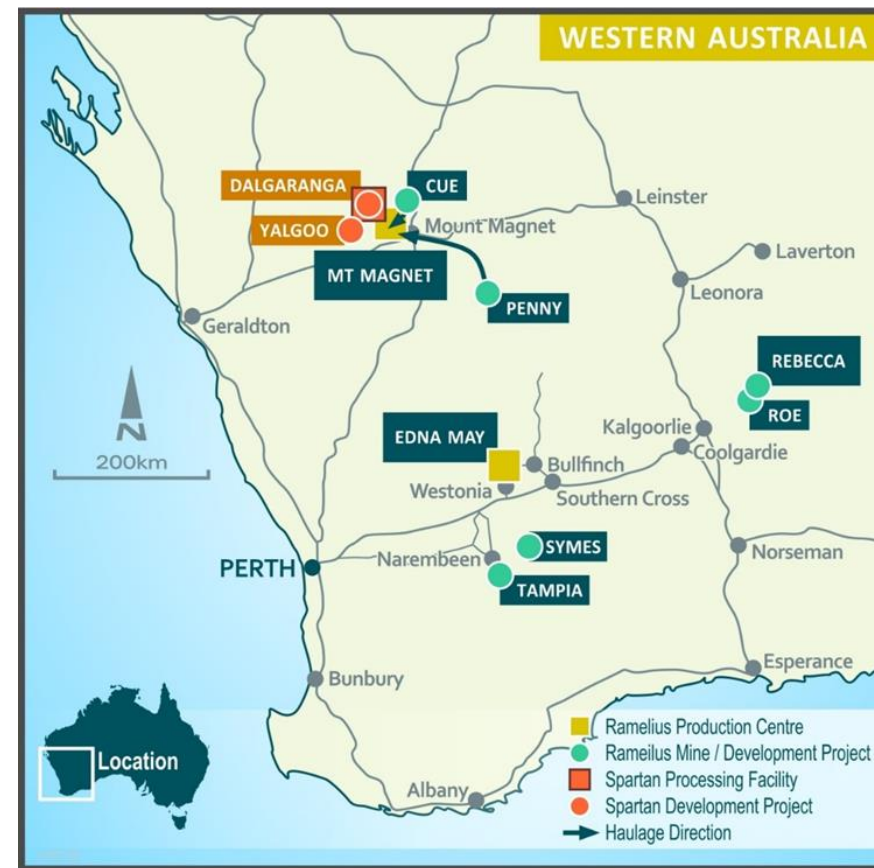 WESTERN AUSTRALIA
DALGARANGA
CUE
Leinster
YALGOO
Mount Magnet
Laverton
MT MAGNET
Leonora
PENNY
Geraldton
REBECCA
ROE
N
200km
EDNA MAY
Kalgoorlie
Coolgardie
Bullfinch
Westonia
Southern Cross
SYMES
Narembeen
Norseman
PERTH
TAMPIA
Esperance
Bunbury
Location
Albany
Ramelius Production Centre
Rameilus Mine / Development Project
Spartan Processing Facility
Spartan Development Project
Haulage Direction